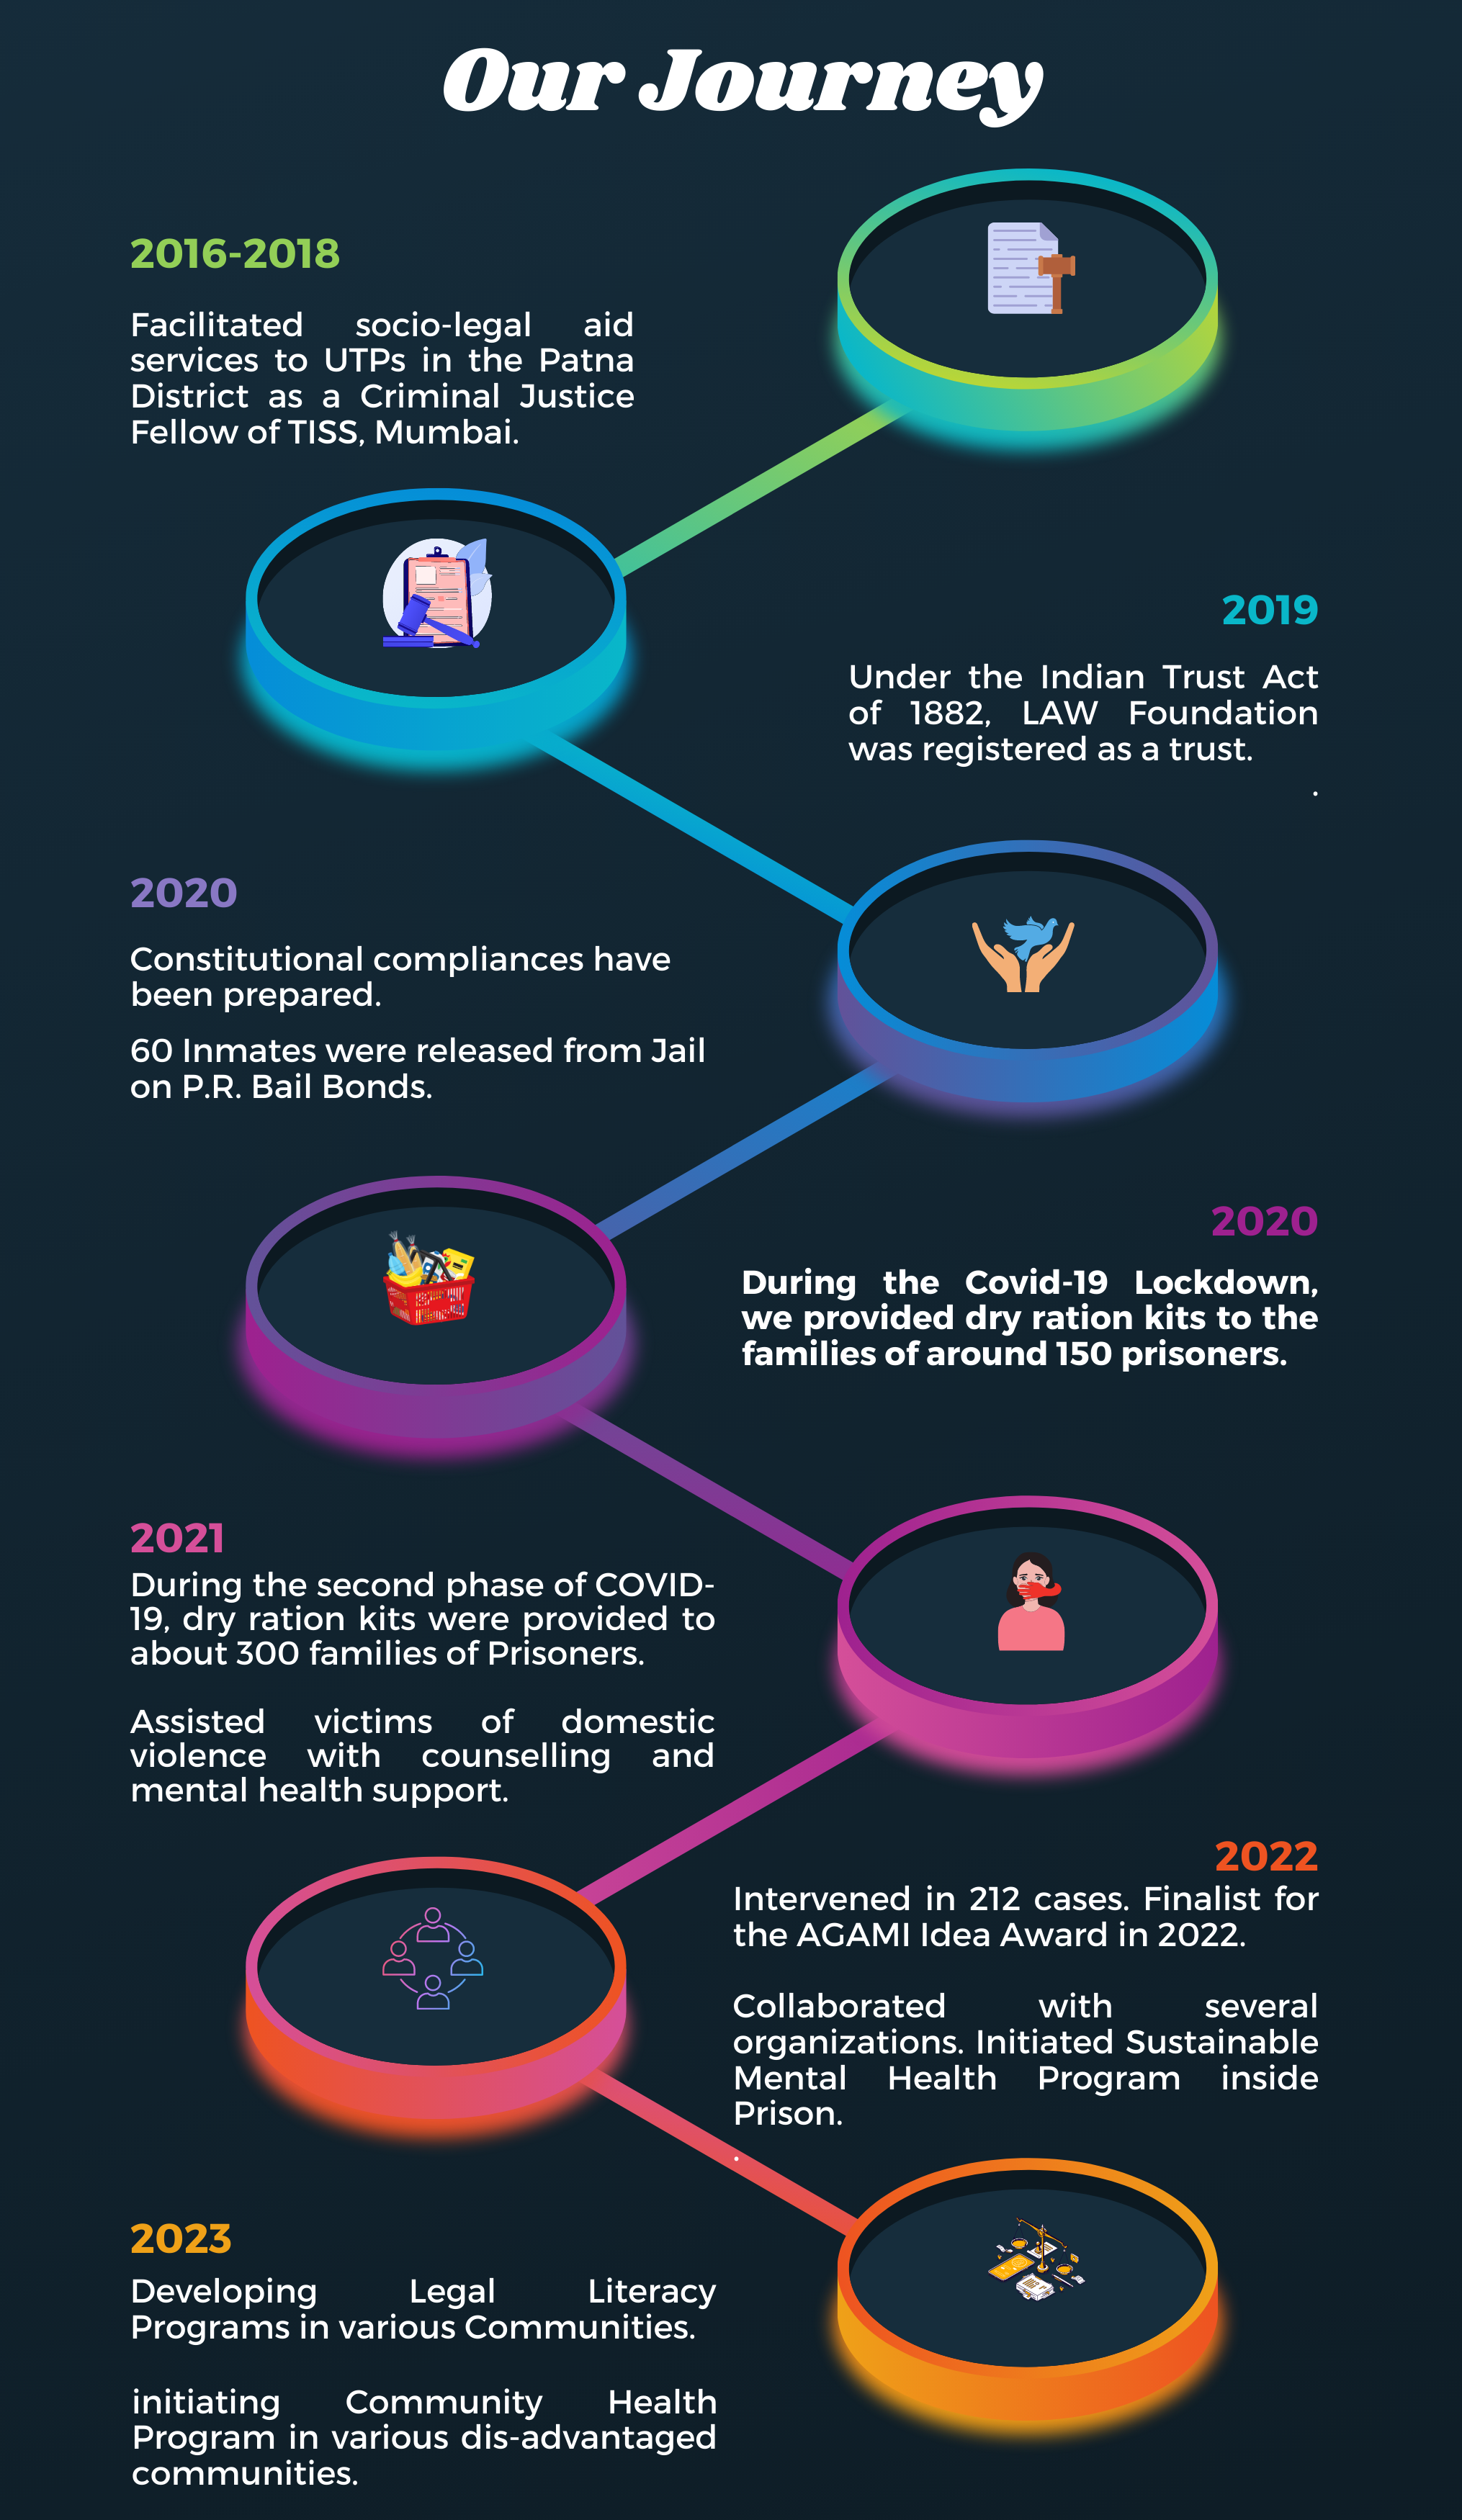 Our Journey
2016-2018
Facilitated socio-legal aid
services to UTPs in the Patna
District as a Criminal Justice
Fellow of TISS, Mumbai.
2019
Under the Indian Trust Act
of 1882, LAW Foundation
was registered as a trust.
.
2020
Constitutional compliances have
been prepared.
60 Inmates were released from Jail
on P.R. Bail Bonds.
2020
During the Covid-19 Lockdown,
we provided dry ration kits to the
families of around 150 prisoners.
2021
During the second phase of COVID-
19, dry ration kits were provided to
about 300 families of Prisoners.
Assisted victims of domestic
violence with counselling and
mental health support.
2022
Intervened in 212 cases. Finalist for
the AGAMI Idea Award in 2022.
Collaborated with several
organizations. Initiated Sustainable
Mental Health Program inside
Prison.
.
2023
Developing Legal Literacy
Programs in various Communities.
initiating Community Health
Program in various dis-advantaged
communities.